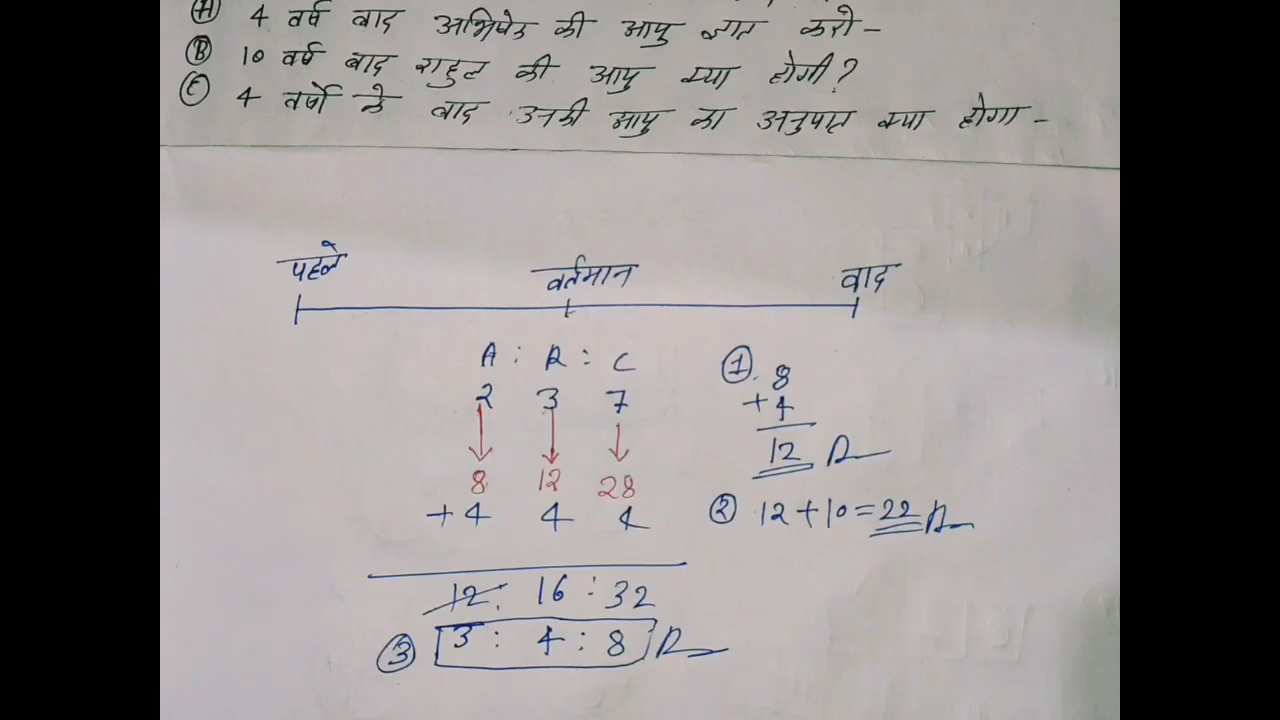 (A) 4 वर्ष बाद अभिषेक की आयु ज्ञात करो –
(B) 10 वर्ष बाद राहुल की आयु क्या होगी?
(C) 4 वर्षों के बाद उनकी आयु का अनुपात क्या होगा –
पहले वर्तमान बाद
A : R : C
2 3 7
8 12 28
+4 4 4
12 : 16 : 32
③ 3 : 4 : 8
① 8
+4
12
② 12+10=22